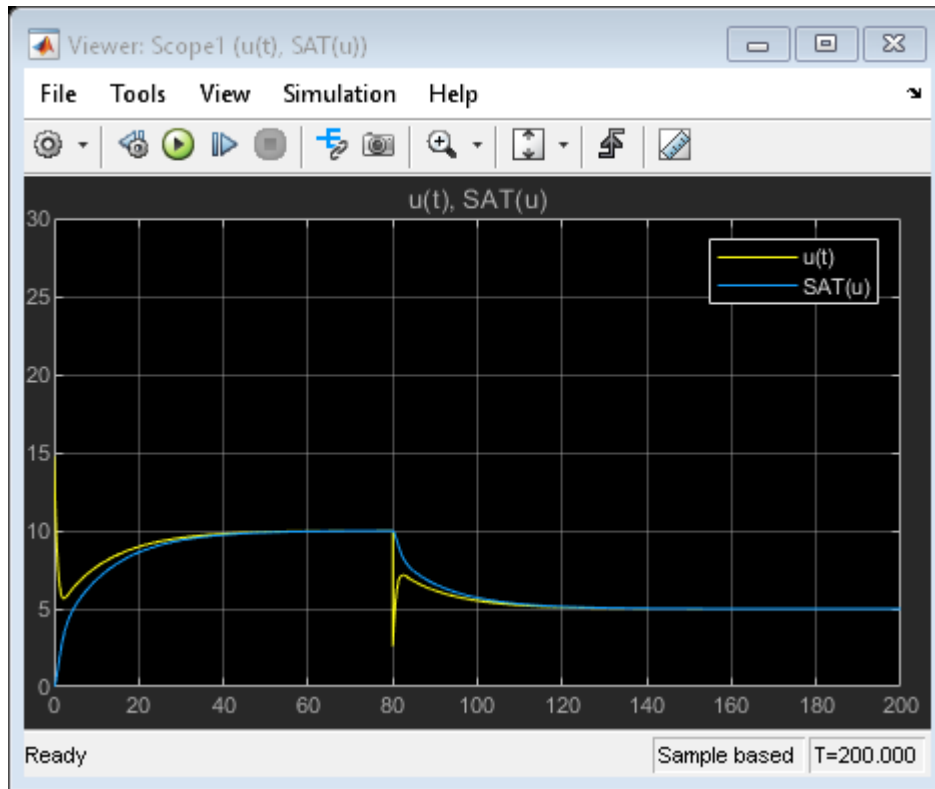 Viewer: Scope1 (u(t), SAT(u))
File Tools View Simulation Help
u(t), SAT(u)
30
25
20
15
10
5
0
u(t)
SAT(u)
0 20 40 60 80 100 120 140 160 180 200
Ready Sample based T=200.000